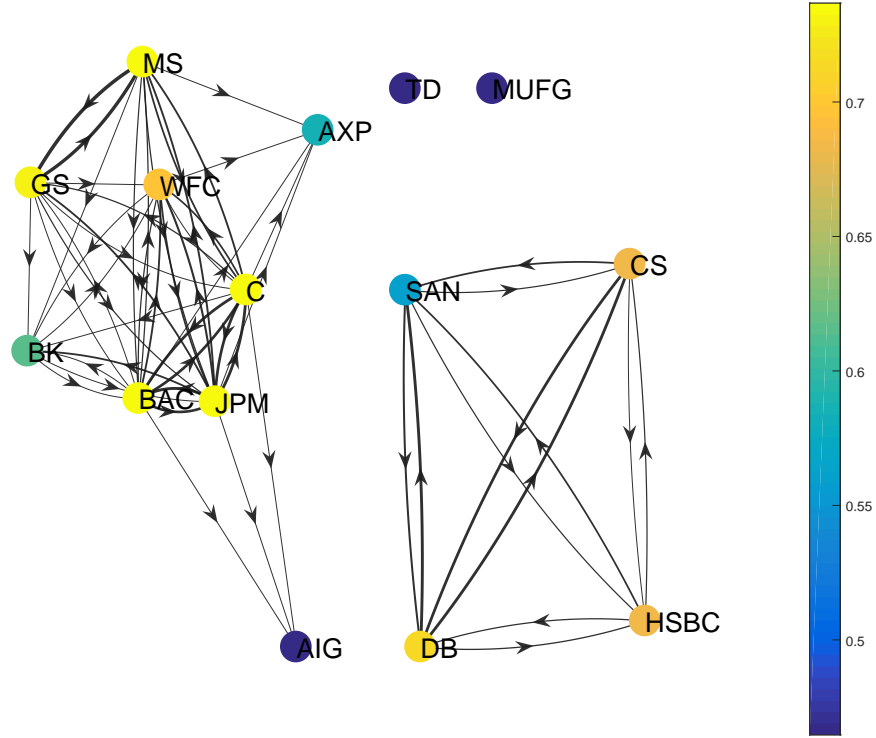 MS
TD
MUFG
AXP
GS
WFC
C
SAN
CS
BK
BAC
JPM
AIG
DB
HSBC
0.7
0.65
0.6
0.55
0.5